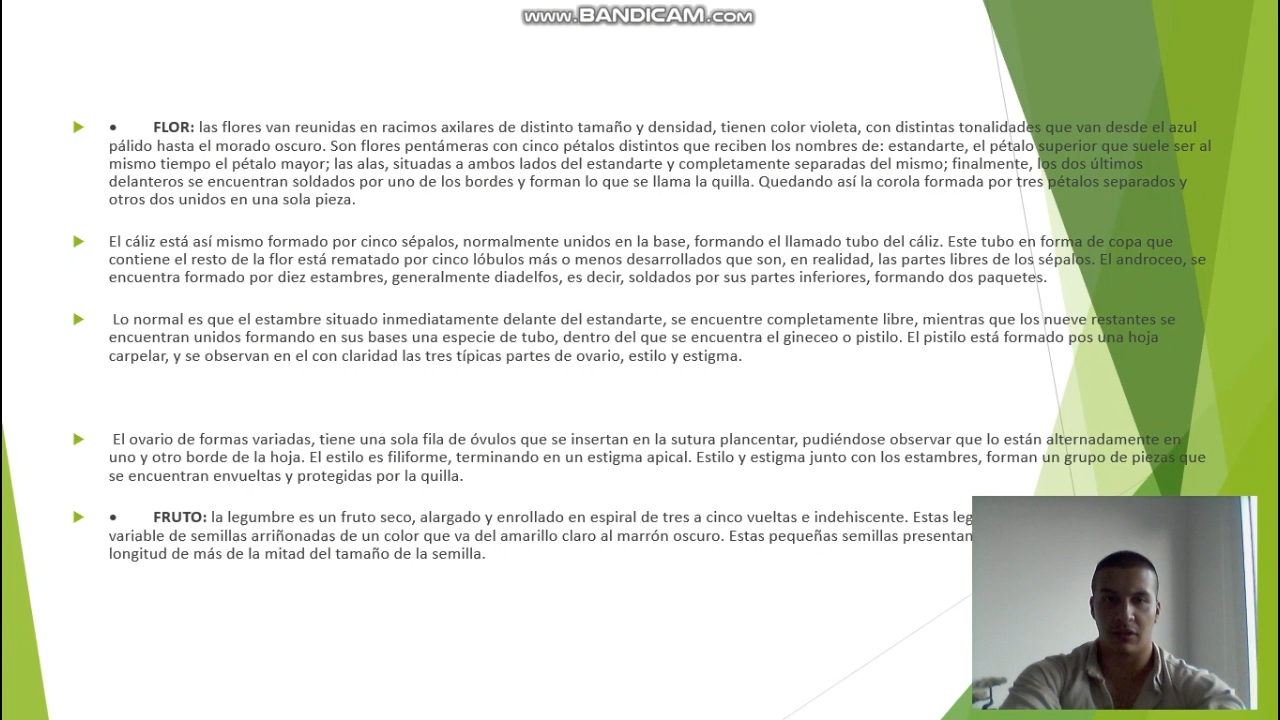 www.BANDICAM.com
• FLOR: las flores van reunidas en racimos axilares de distinto tamaño y densidad, tienen color violeta, con distintas tonalidades que van desde el azul
pálido hasta el morado oscuro. Son flores pentámeras con cinco pétalos distintos que reciben los nombres de: estandarte, el pétalo superior que suele ser al
mismo tiempo el pétalo mayor; las alas, situadas a ambos lados del estandarte y completamente separadas del mismo; finalmente, los dos últimos
delanteros se encuentran soldados por uno de los bordes y forman lo que se llama la quilla. Quedando así la corola formada por tres pétalos separados y
otros dos unidos en una sola pieza.
El cáliz está así mismo formado por cinco sépalos, normalmente unidos en la base, formando el llamado tubo del cáliz. Este tubo en forma de copa que
contiene el resto de la flor está rematado por cinco lóbulos más o menos desarrollados que son, en realidad, las partes libres de los sépalos. El androceo, se
encuentra formado por diez estambres, generalmente diadelfos, es decir, soldados por sus partes inferiores, formando dos paquetes.
Lo normal es que el estambre situado inmediatamente delante del estandarte, se encuentre completamente libre, mientras que los nueve restantes se
encuentran unidos formando en sus bases una especie de tubo, dentro del que se encuentra el gineceo o pistilo. El pistilo está formado pos una hoja
carpelar, y se observan en el con claridad las tres típicas partes de ovario, estilo y estigma.
El ovario de formas variadas, tiene una sola fila de óvulos que se insertan en la sutura plancentar, pudiéndose observar que lo están alternadamente en
uno y otro borde de la hoja. El estilo es filiforme, terminando en un estigma apical. Estilo y estigma junto con los estambres, forman un grupo de piezas que
se encuentran envueltas y protegidas por la quilla.
• FRUTO: la legumbre es un fruto seco, alargado y enrollado en espiral de tres a cinco vueltas e indehiscente. Estas
variable de semillas arriñonadas de un color que va del amarillo claro al marrón oscuro. Estas pequeñas semillas presentan
longitud de más de la mitad del tamaño de la semilla.